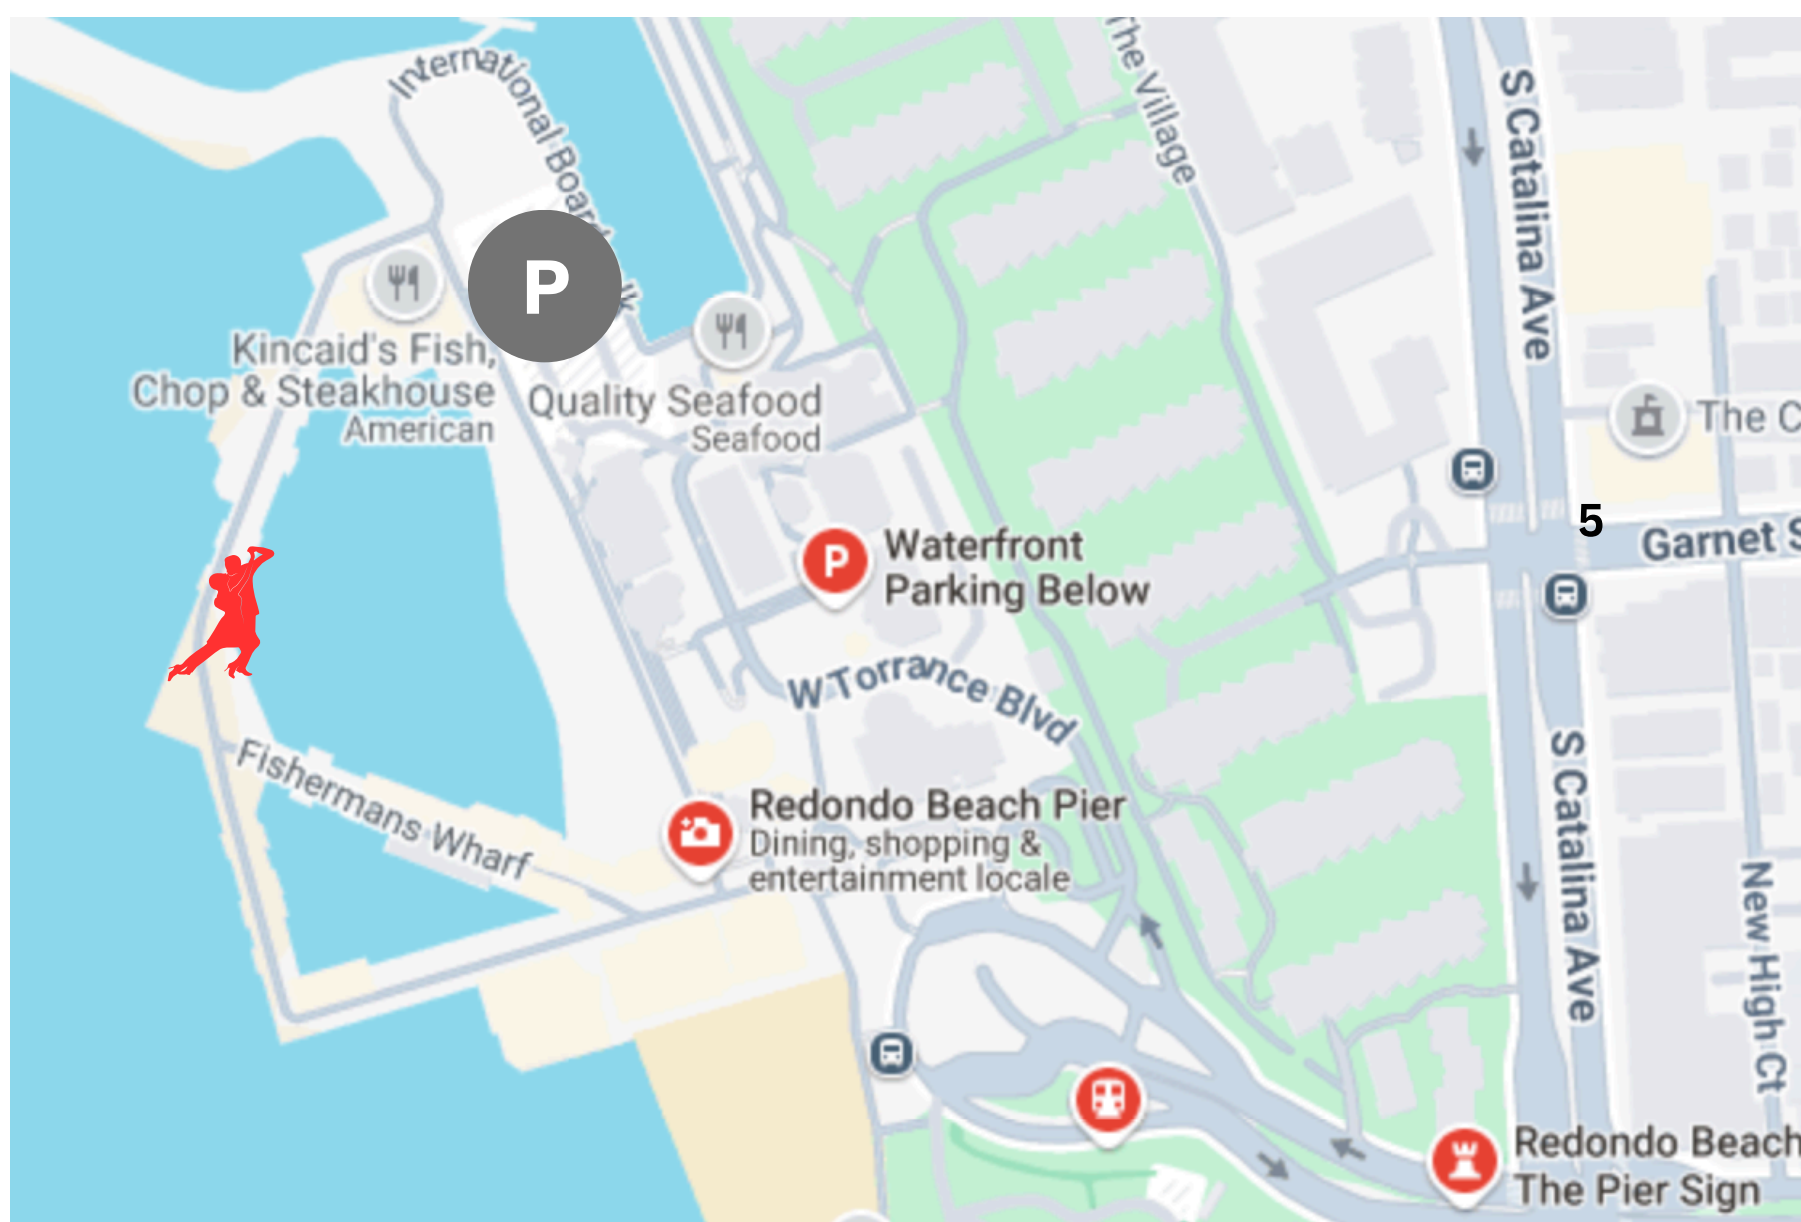 International Boardwalk
The Village
S Catalina Ave
P
Kincaid's Fish,
Chop & Steakhouse
American
Quality Seafood
Seafood
The C
5
Garnet S
Waterfront
Parking Below
P
W Torrance Blvd
S Catalina Ave
Fishermans Wharf
Redondo Beach Pier
Dining, shopping &
entertainment locale
New High Ct
Redondo Beach
The Pier Sign